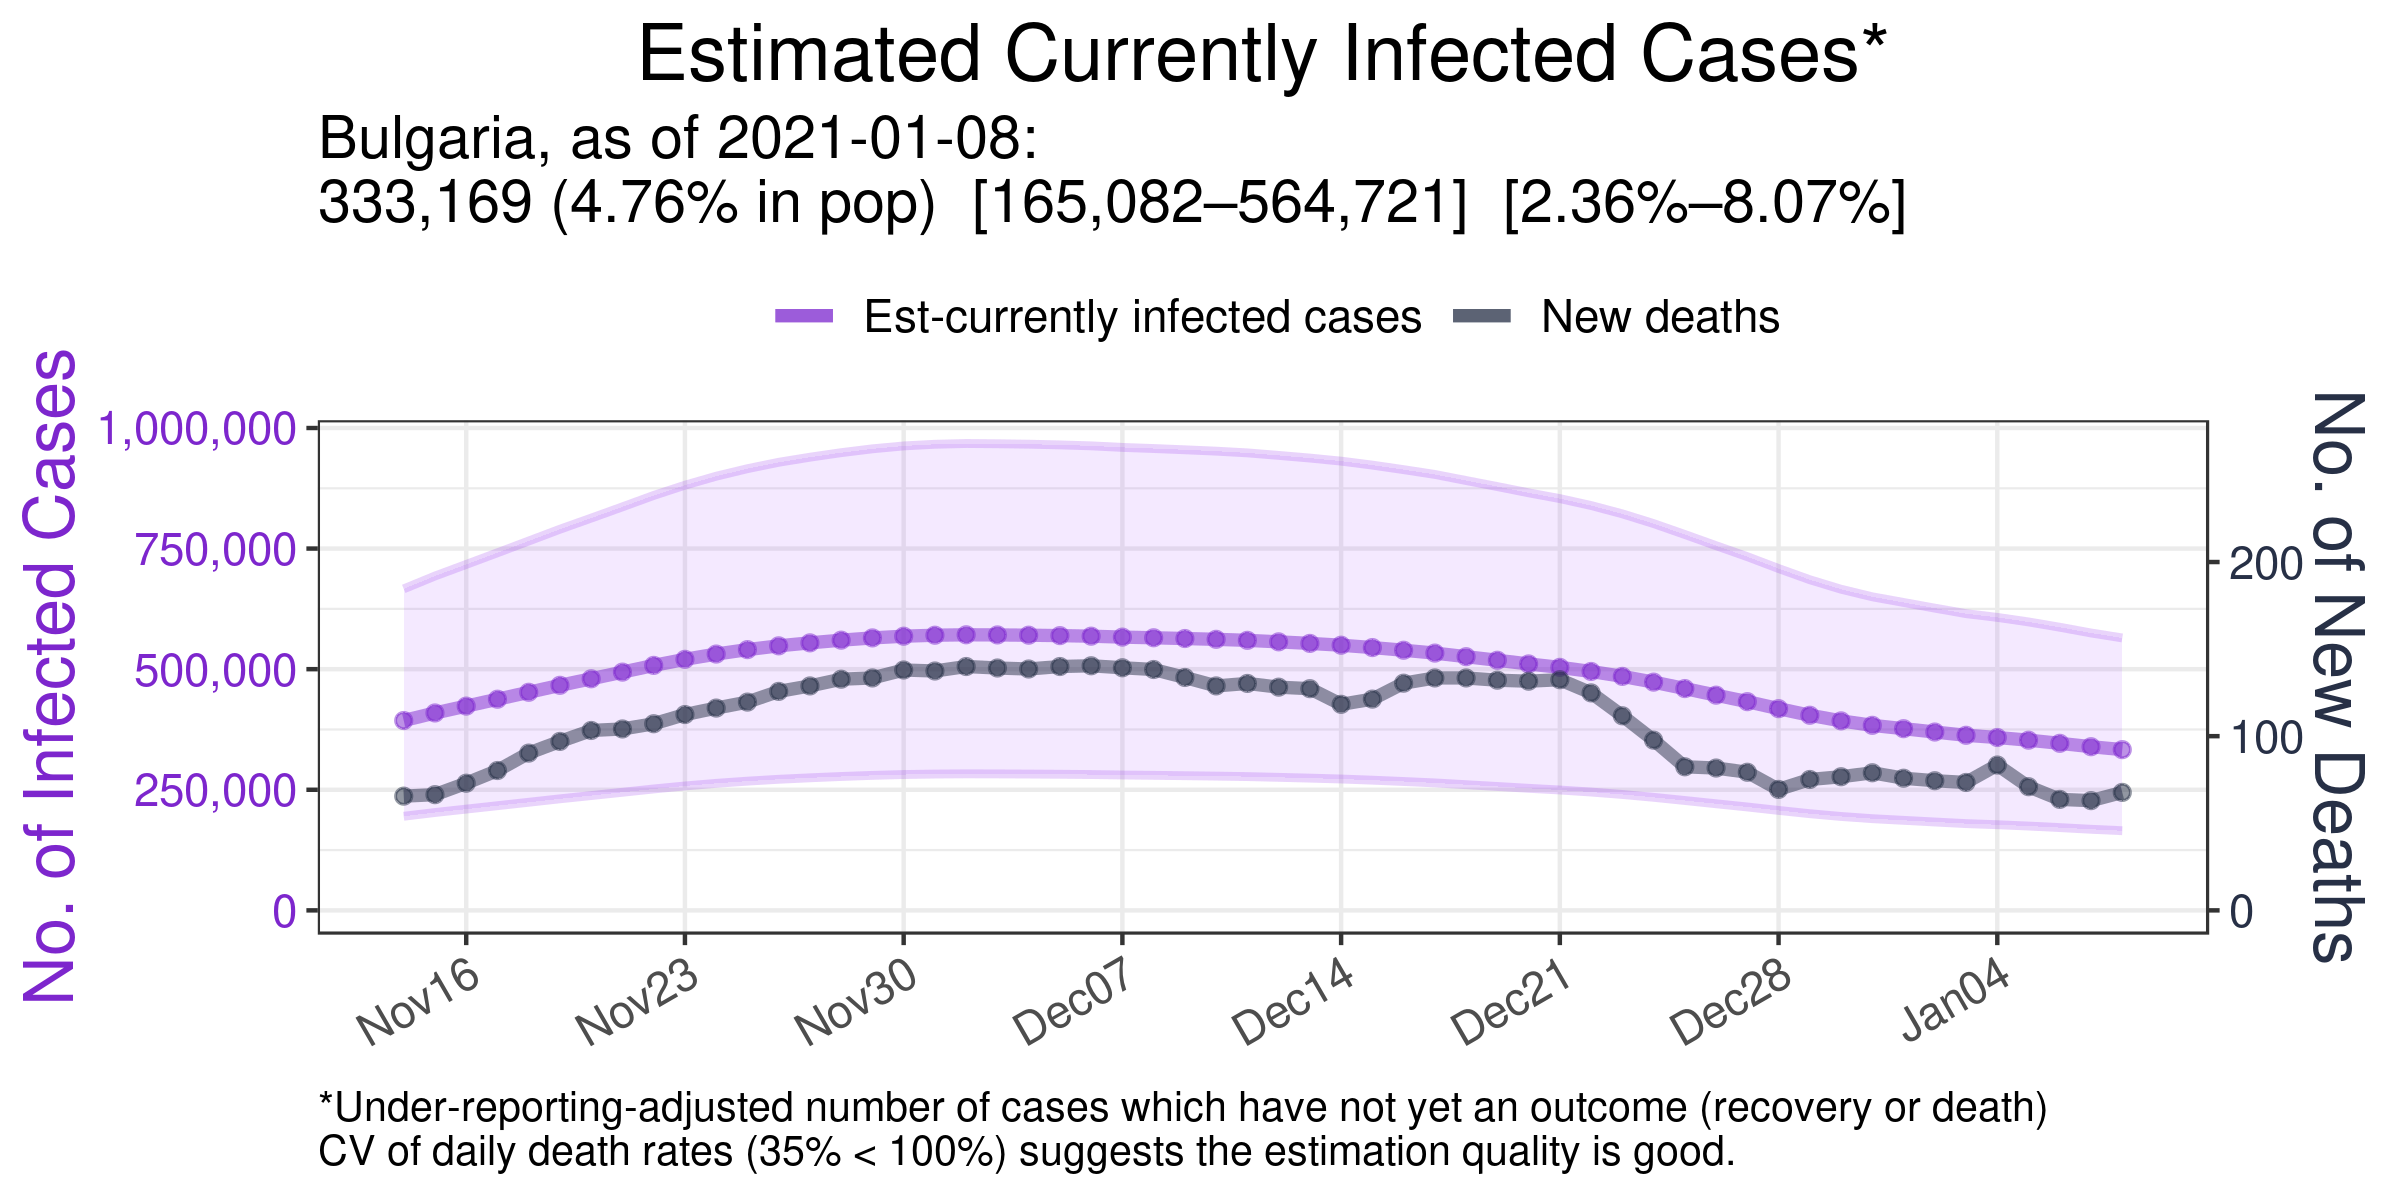 Estimated Currently Infected Cases*
Bulgaria, as of 2021-01-08:
333,169 (4.76% in pop)  [165,082–564,721]  [2.36%–8.07%]
Est-currently infected cases
New deaths
No. of Infected Cases
1,000,000
750,000
500,000
250,000
0
No. of New Deaths
200
100
0
Nov16
Nov23
Nov30
Dec07
Dec14
Dec21
Dec28
Jan04
*Under-reporting-adjusted number of cases which have not yet an outcome (recovery or death)
CV of daily death rates (35% < 100%) suggests the estimation quality is good.